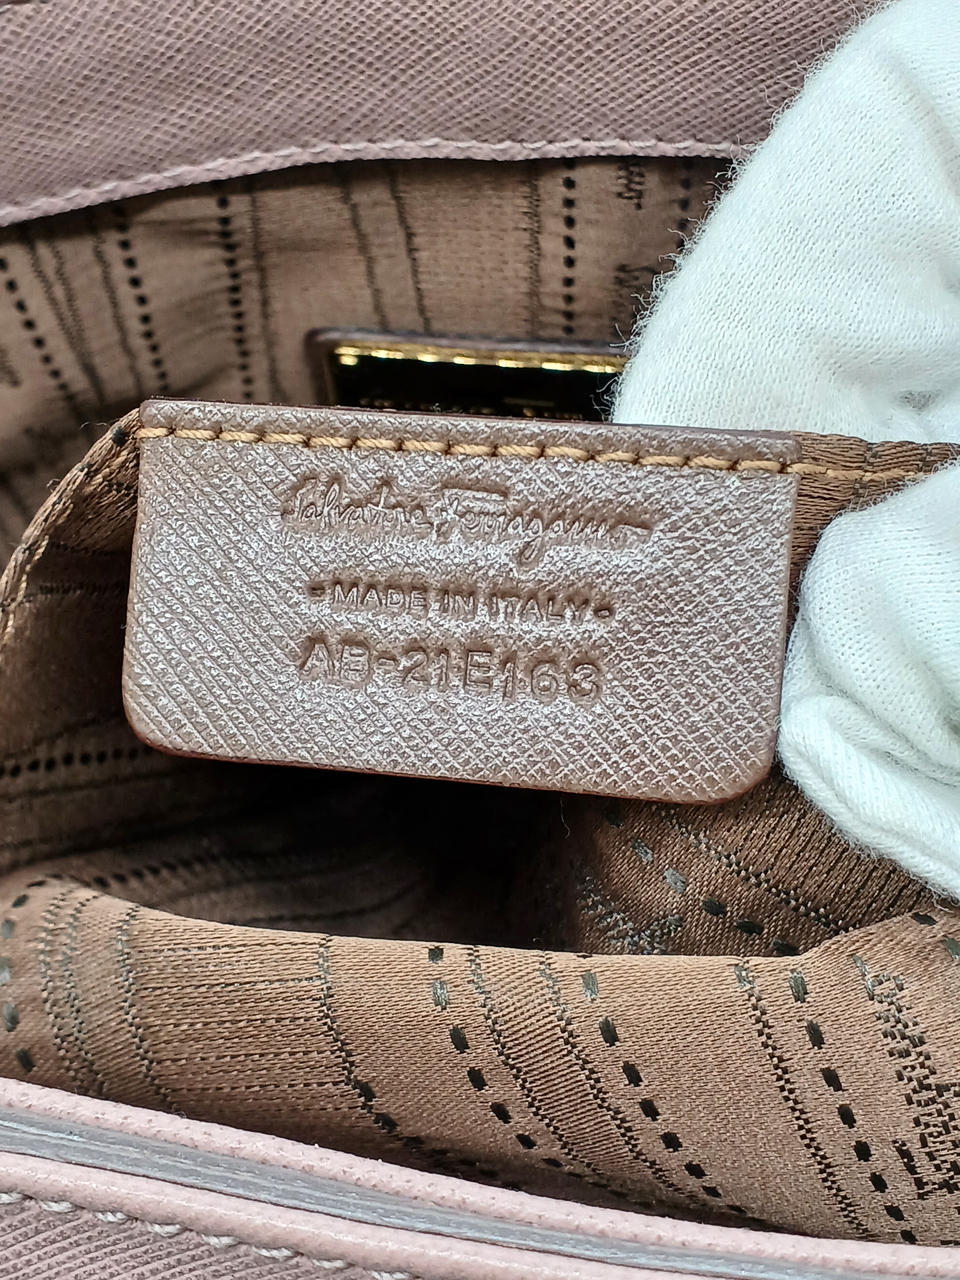 Salvatore Ferragamo
MADE IN ITALY
AB-21E163